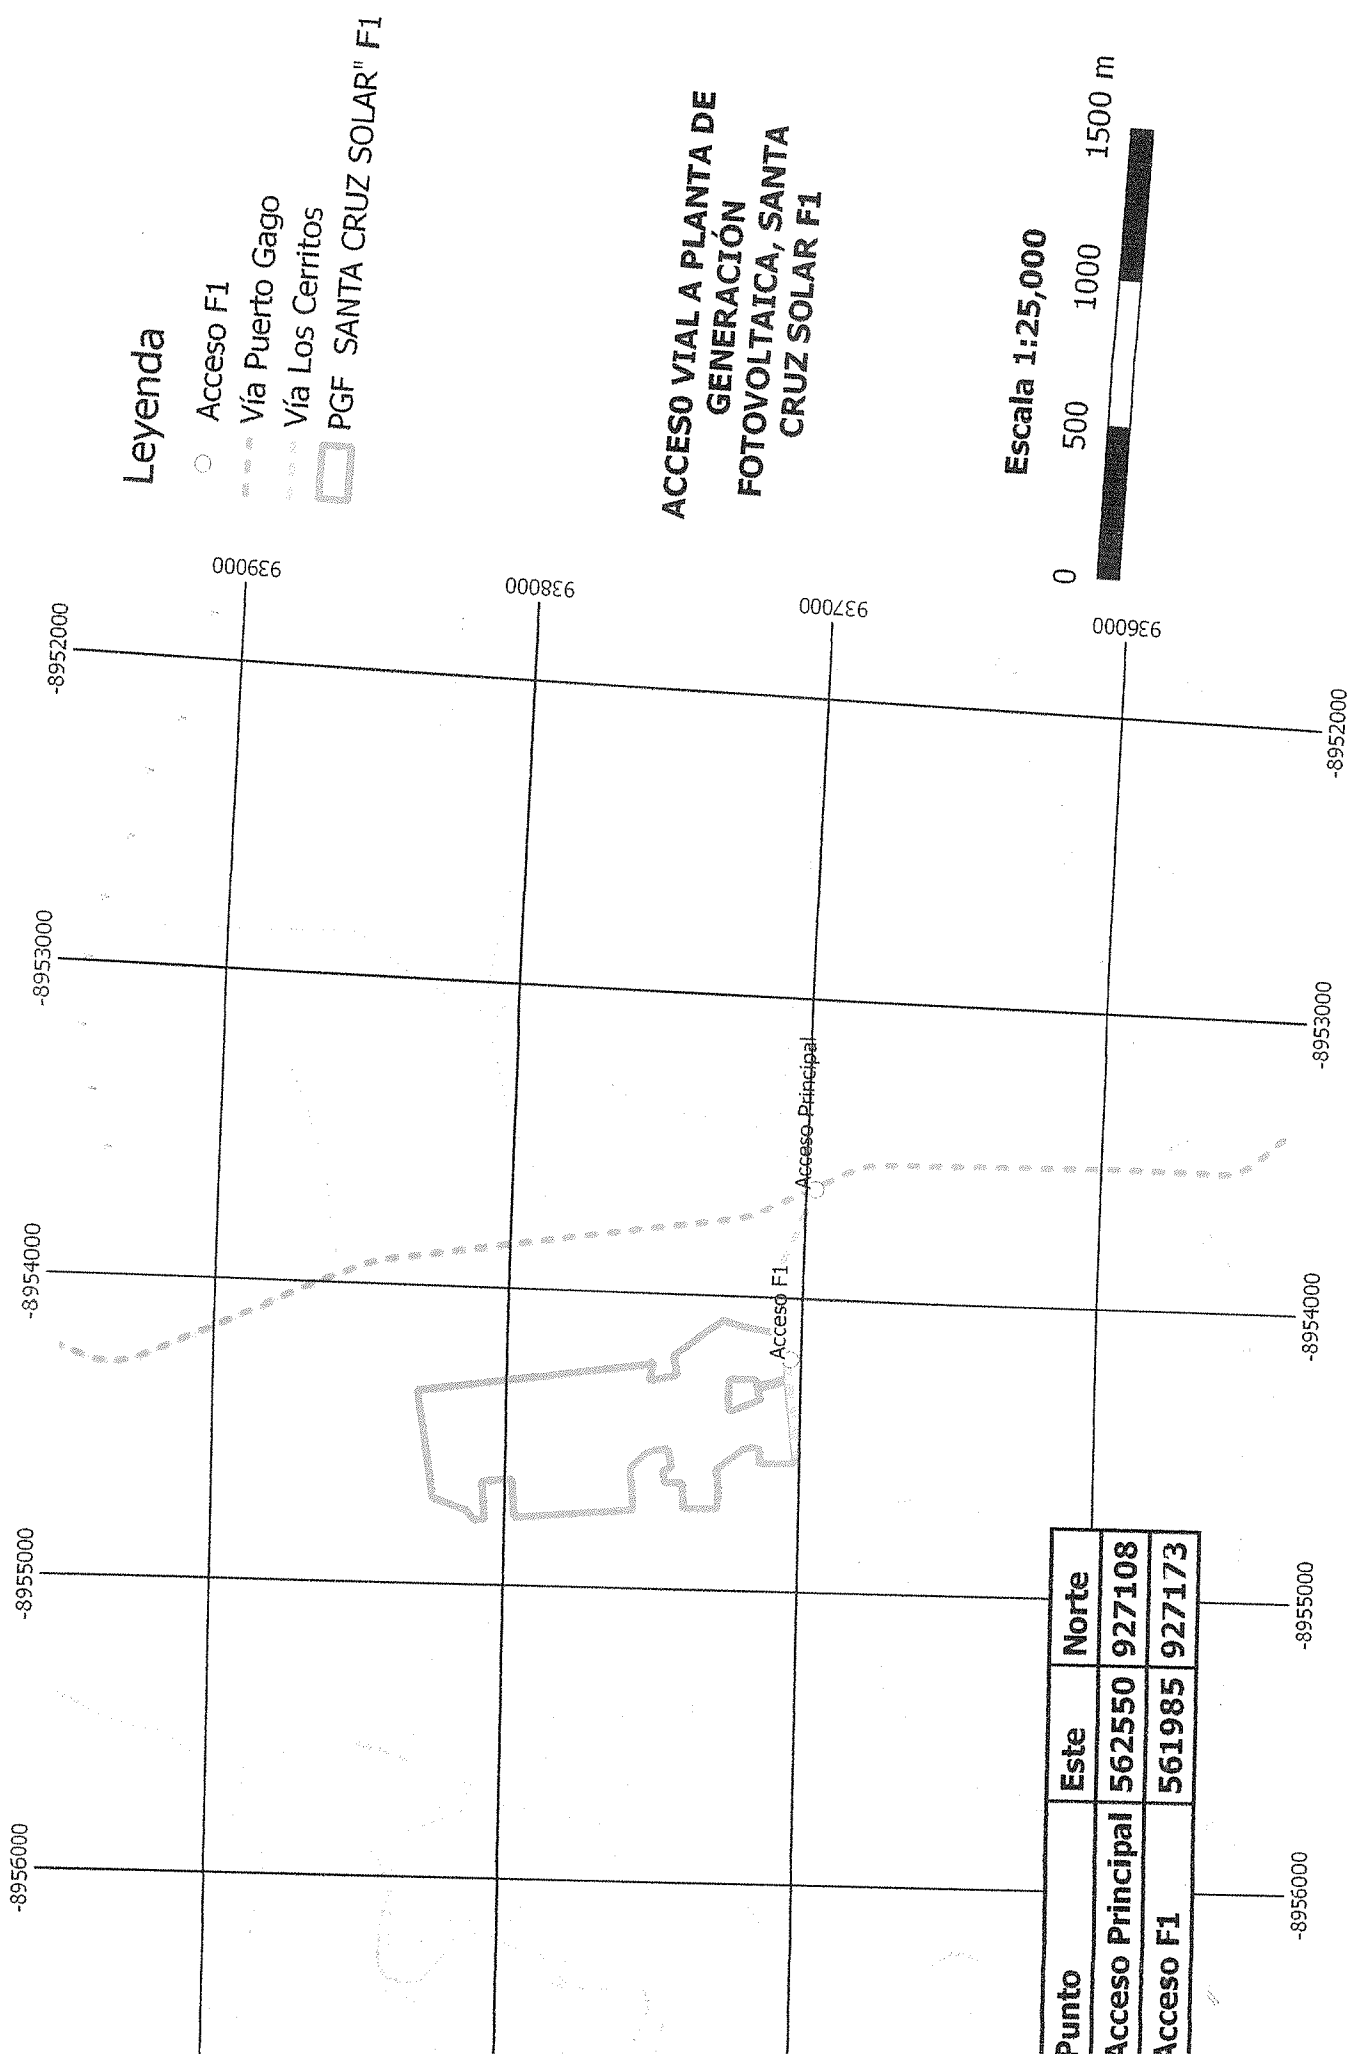 Leyenda
Acceso F1
Vía Puerto Gago
Vía Los Cerritos
PGF SANTA CRUZ SOLAR" F1
ACCESO VIAL A PLANTA DE
GENERACIÓN
FOTOVOLTAICA, SANTA
CRUZ SOLAR F1
Escala 1:25,000
0 500 1000 1500 m
-8956000 -8955000 -8954000 -8953000 -8952000
939000
938000
937000
936000
Acceso Principal
Acceso F1
Punto Este Norte
Acceso Principal 562550 927108
Acceso F1 561985 927173
-8956000 -8955000 -8954000 -8953000 -8952000